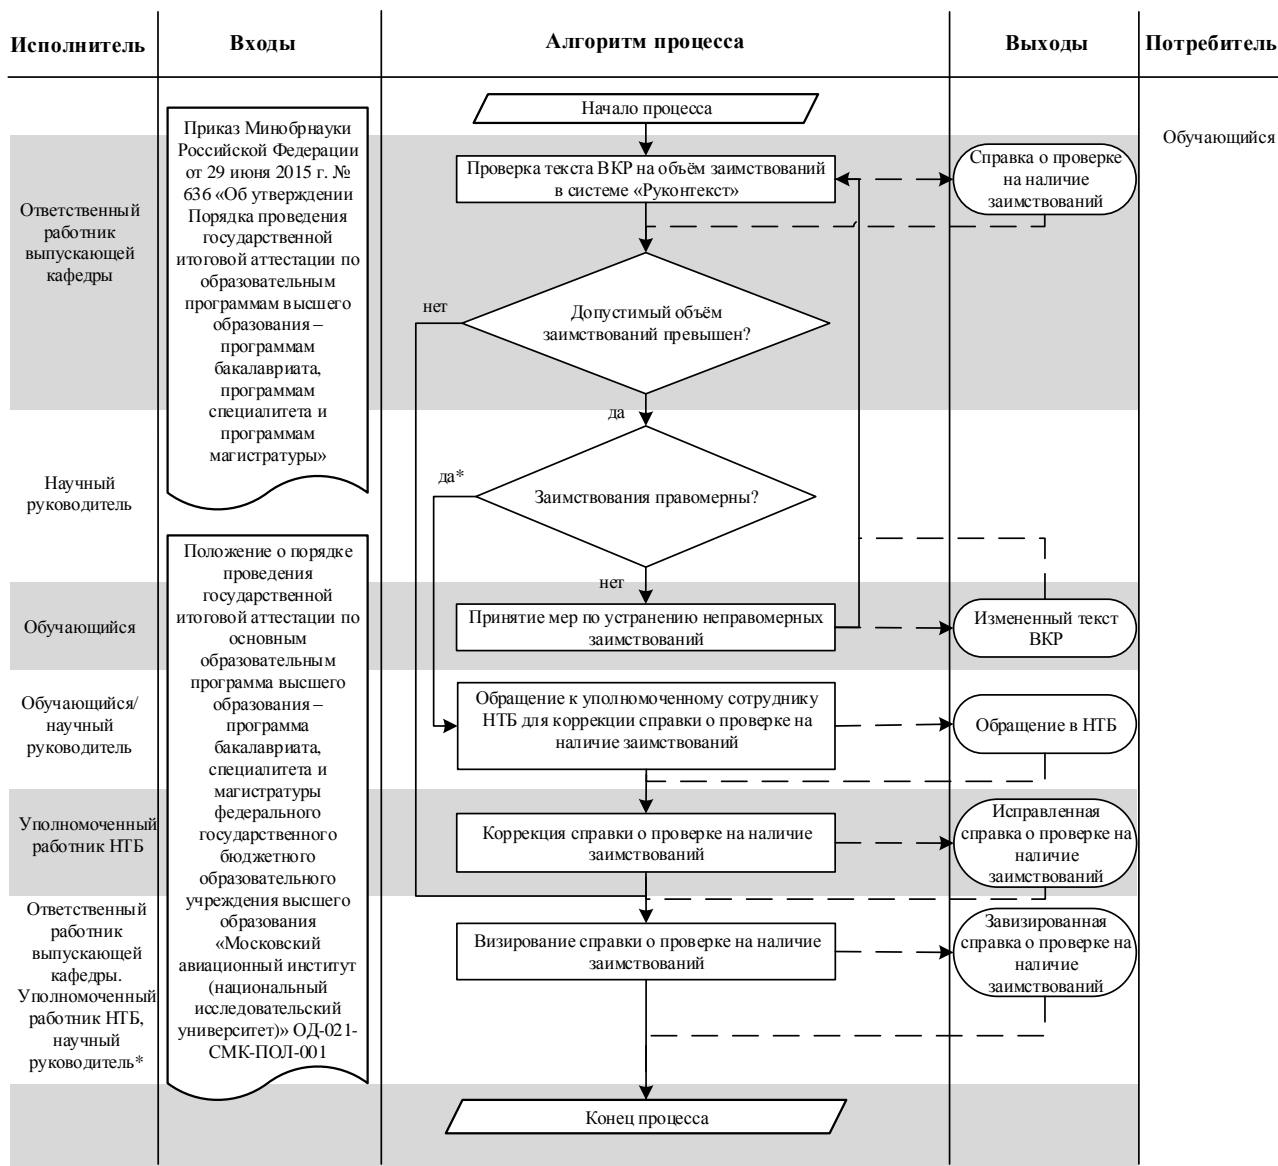 Исполнитель
Входы
Алгоритм процесса
Выходы
Потребитель
Ответственный
работник
выпускающей
кафедры
Научный
руководитель
Обучающийся
Обучающийся/
научный
руководитель
Уполномоченный
работник НТБ
Ответственный
работник
выпускающей
кафедры.
Уполномоченный
работник НТБ,
научный
руководитель*
Приказ Минобрнауки
Российской Федерации
от 29 июня 2015 г. №
636 «Об утверждении
Порядка проведения
государственной
итоговой аттестации по
образовательным
программам высшего
образования –
программам
бакалавриата,
программам
специалитета и
программам
магистратуры»
Положение о порядке
проведения
государственной
итоговой аттестации по
основным
образовательным
программа высшего
образования –
программа
бакалавриата,
специалитета и
магистратуры
федерального
государственного
бюджетного
образовательного
учреждения высшего
образования
«Московский
авиационный институт
(национальный
исследовательский
университет)» ОД-021-
СМК-ПОЛ-001
Начало процесса
Проверка текста ВКР на объём заимствований
в системе «Руконтекст»
Допустимый объём
заимствований превышен?
нет
да
Заимствования правомерны?
да*
нет
Принятие мер по устранению неправомерных
заимствований
Обращение к уполномоченному сотруднику
НТБ для коррекции справки о проверке на
наличие заимствований
Коррекция справки о проверке на наличие
заимствований
Визирование справки о проверке на наличие
заимствований
Конец процесса
Справка о проверке
на наличие
заимствований
Измененный текст
ВКР
Обращение в НТБ
Исправленная
справка о проверке на
наличие
заимствований
Завизированная
справка о проверке на
наличие
заимствований
Обучающийся